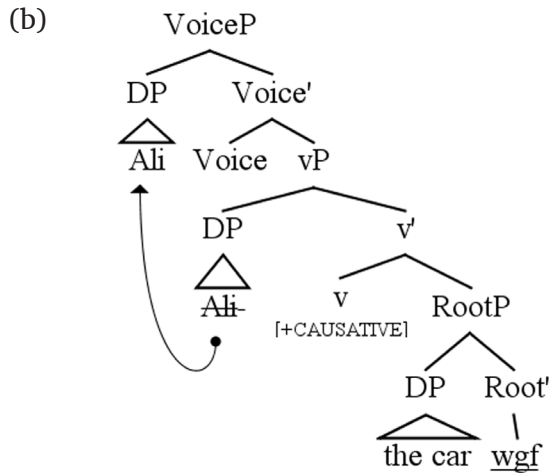 (b)
VoiceP
DP Voice'
Ali Voice vP
DP v'
Ali v RootP
[+CAUSATIVE]
DP Root'
the car wgf